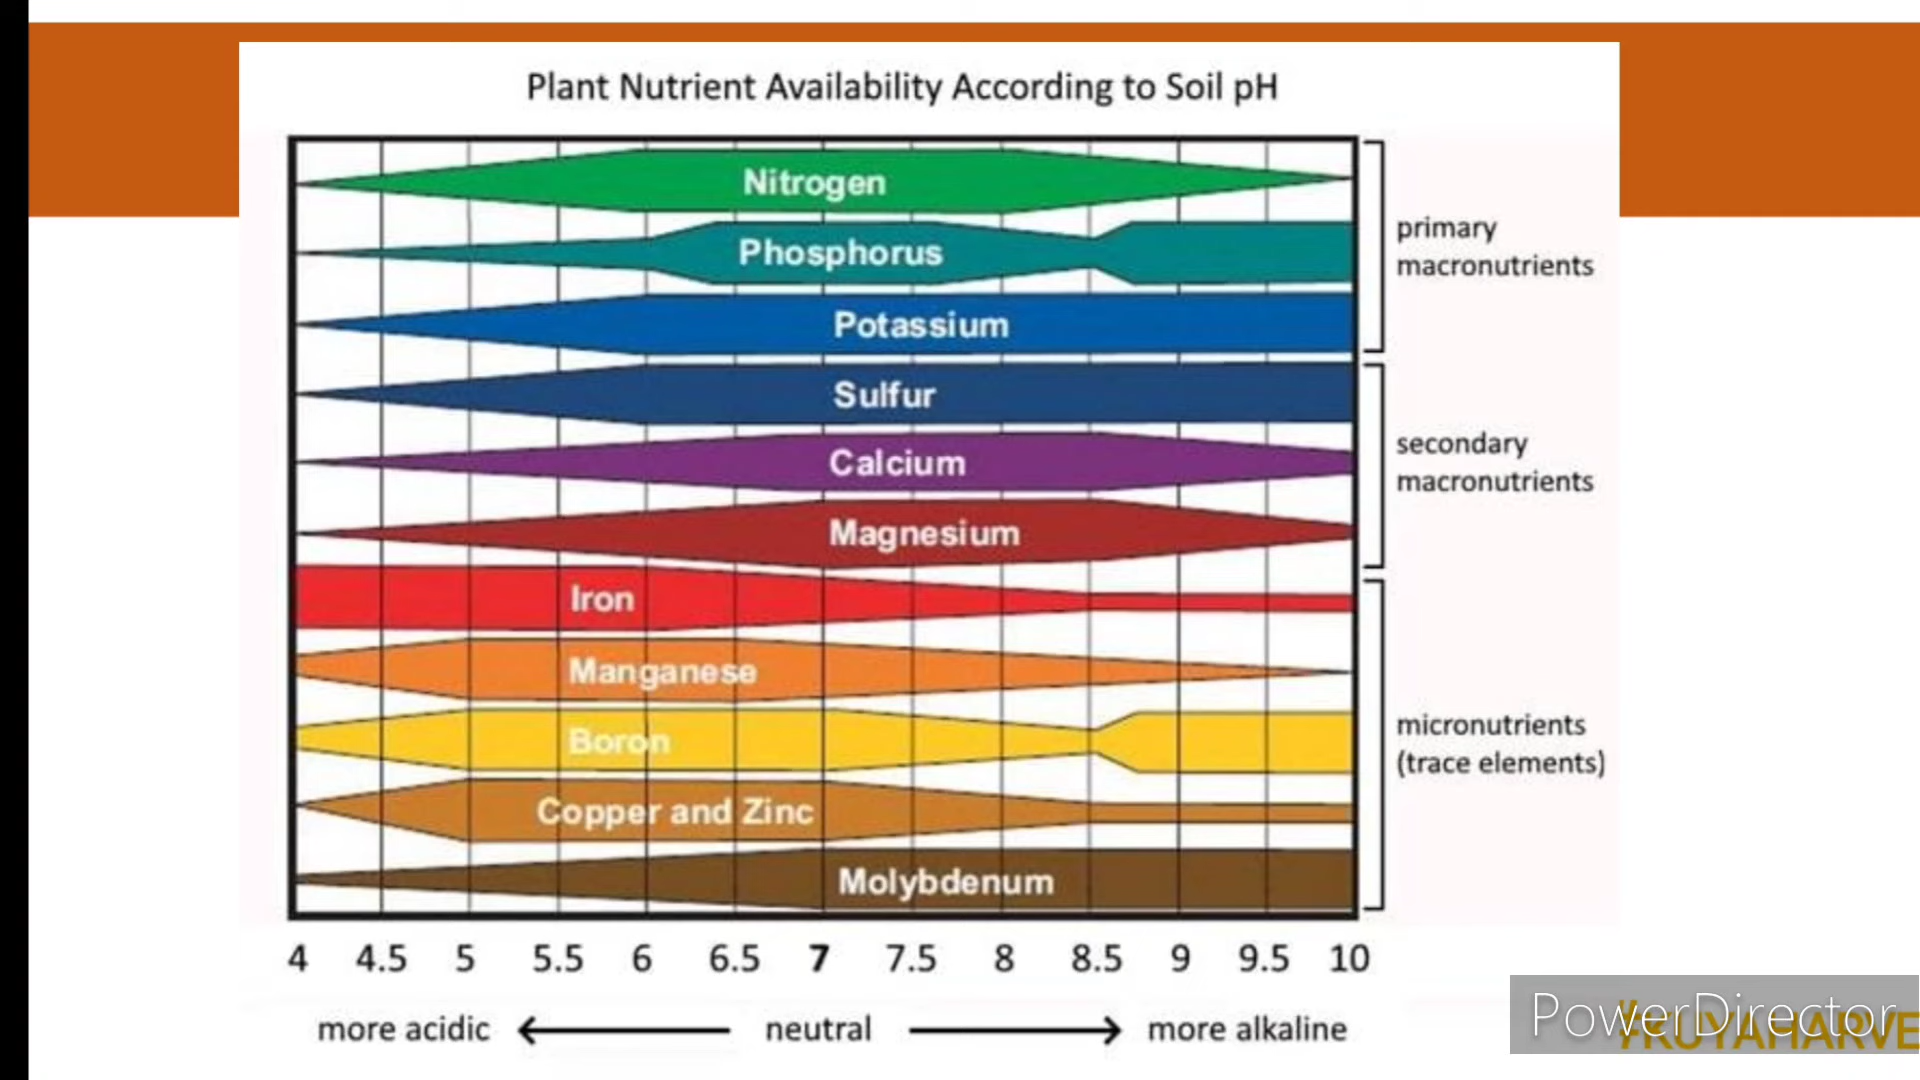 Plant Nutrient Availability According to Soil pH
Nitrogen
Phosphorus
Potassium
primary
macronutrients
Sulfur
Calcium
Magnesium
secondary
macronutrients
Iron
Manganese
Boron
Copper and Zinc
Molybdenum
micronutrients
(trace elements)
4 4.5 5 5.5 6 6.5 7 7.5 8 8.5 9 9.5 10
more acidic neutral more alkaline
PowerDirector
#KUYAHARVE